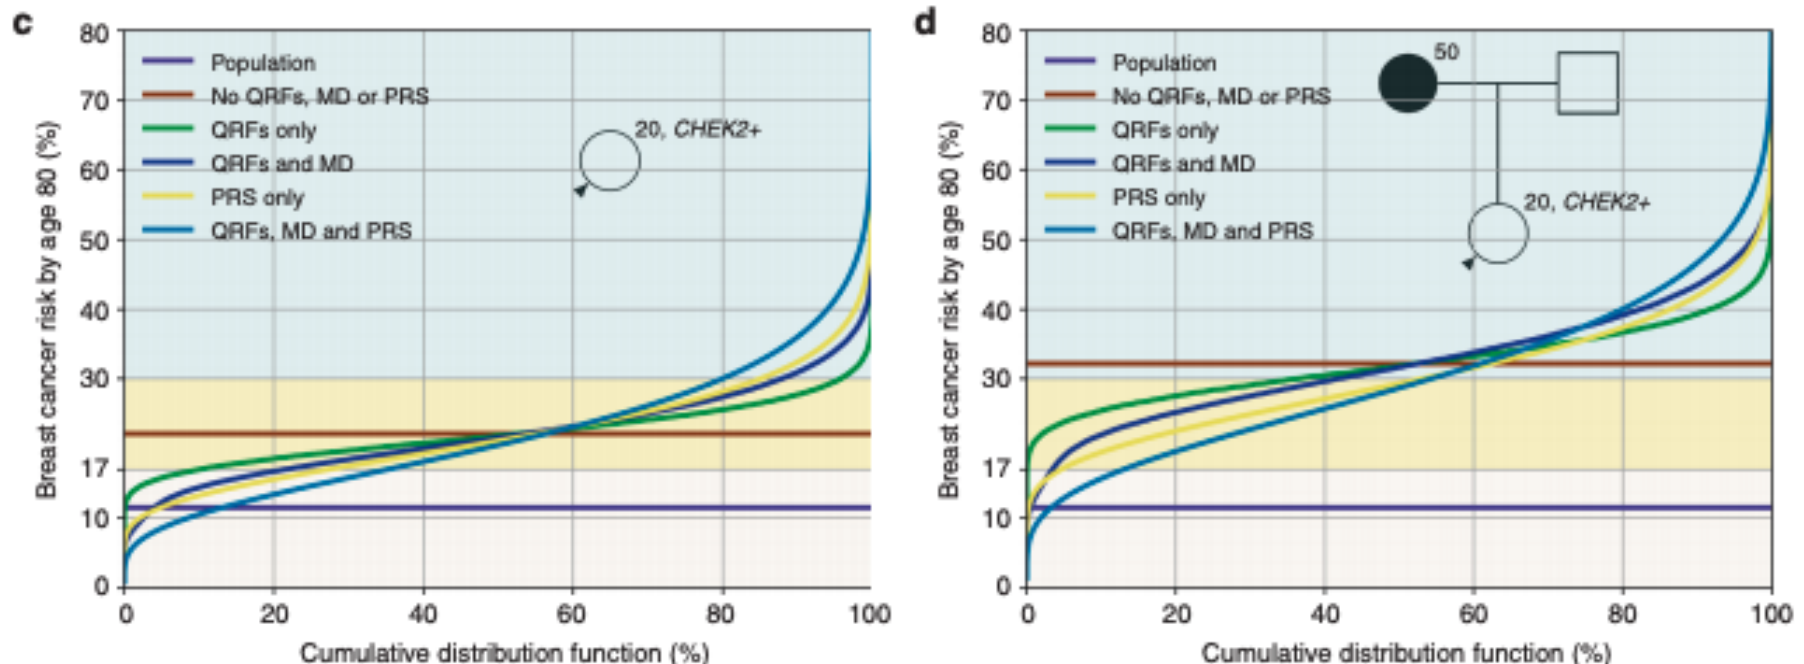 c
80
70
60
50
40
30
17
10
0
Breast cancer risk by age 80 (%)
Population
No QRFs, MD or PRS
QRFs only
QRFs and MD
PRS only
QRFs, MD and PRS
20, CHEK2+
0 20 40 60 80 100
Cumulative distribution function (%)
d
80
70
60
50
40
30
17
10
0
Breast cancer risk by age 80 (%)
Population
No QRFs, MD or PRS
QRFs only
QRFs and MD
PRS only
QRFs, MD and PRS
50
20, CHEK2+
0 20 40 60 80 100
Cumulative distribution function (%)